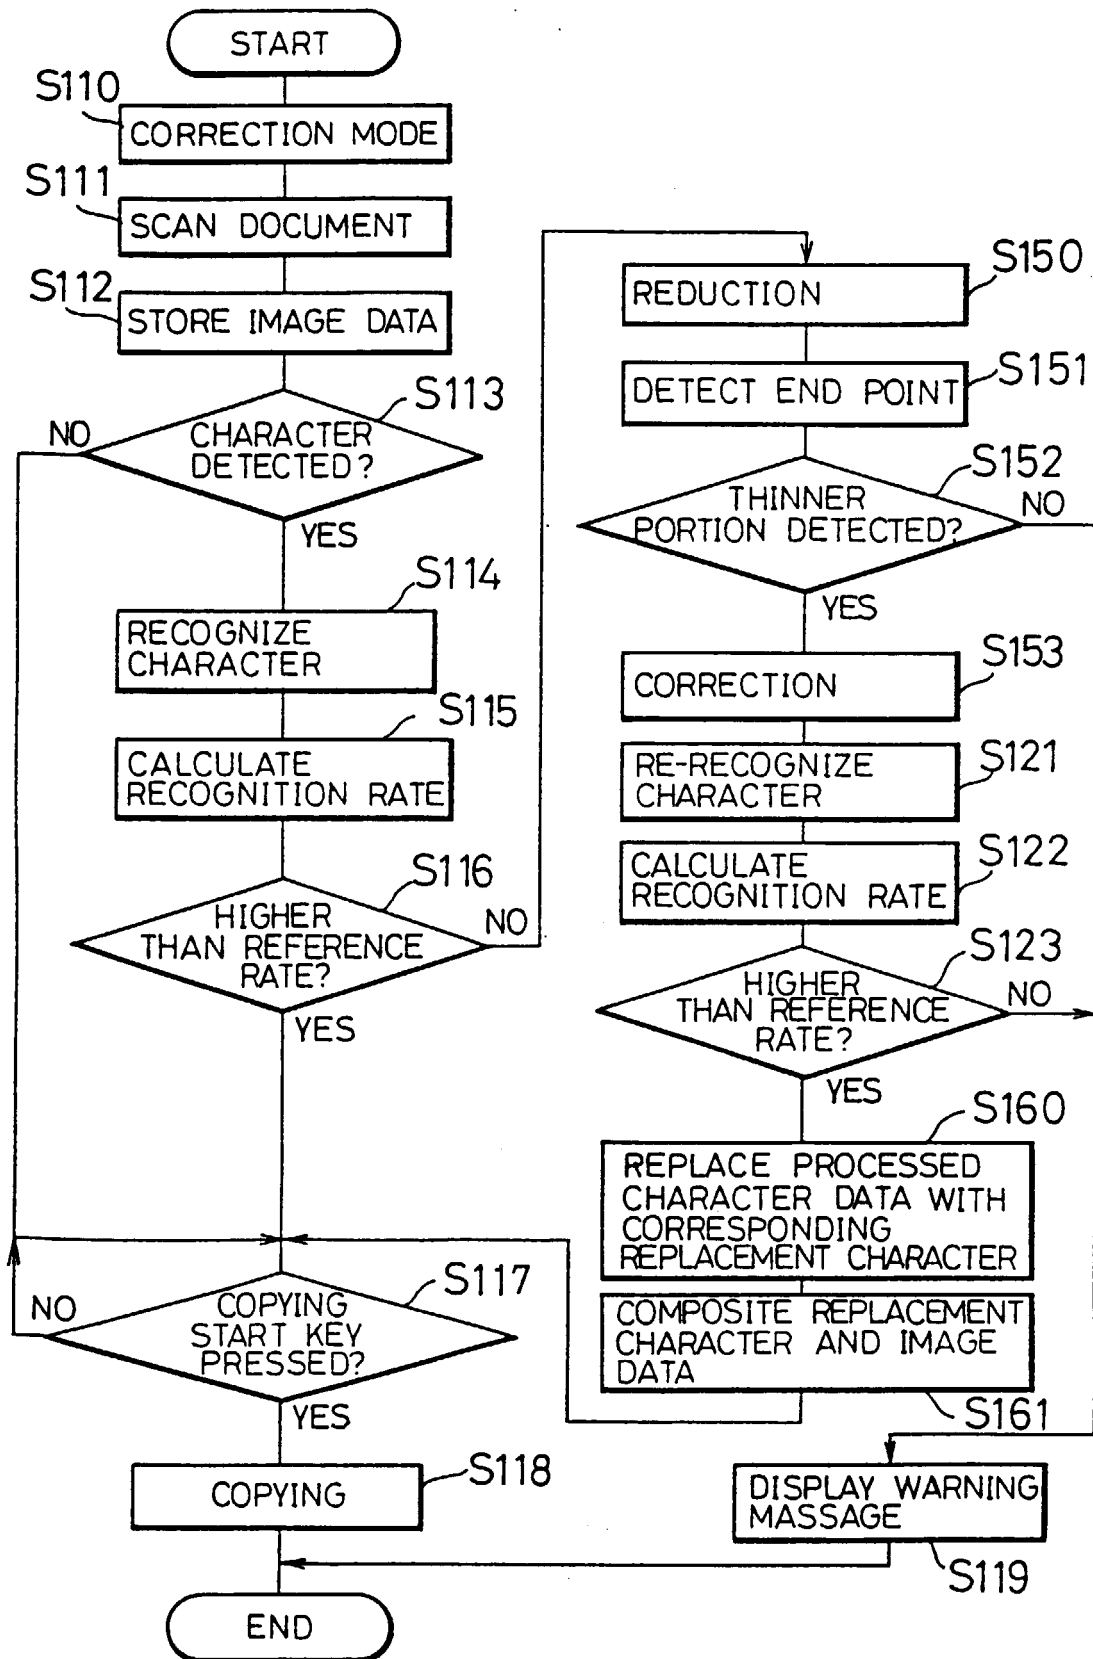 START
S110
CORRECTION MODE
S111
SCAN DOCUMENT
S112
STORE IMAGE DATA
S113
NO
CHARACTER
DETECTED?
YES
S114
RECOGNIZE
CHARACTER
S115
CALCULATE
RECOGNITION RATE
S116
HIGHER
THAN REFERENCE
RATE?
NO
YES
S117
NO
COPYING
START KEY
PRESSED?
YES
S118
COPYING
END
S150
REDUCTION
S151
DETECT END POINT
S152
THINNER
PORTION DETECTED?
NO
YES
S153
CORRECTION
S121
RE-RECOGNIZE
CHARACTER
S122
CALCULATE
RECOGNITION RATE
S123
HIGHER
THAN REFERENCE
RATE?
NO
YES
S160
REPLACE PROCESSED
CHARACTER DATA WITH
CORRESPONDING
REPLACEMENT CHARACTER
COMPOSITE REPLACEMENT
CHARACTER AND IMAGE
DATA
S161
DISPLAY WARNING
MASSAGE
S119